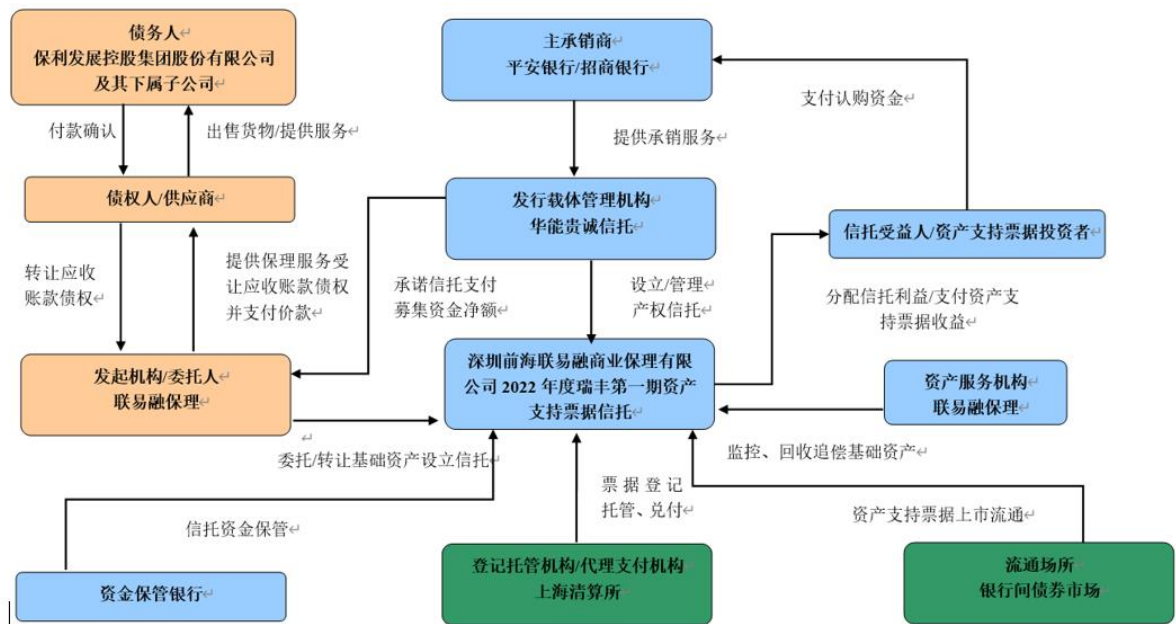 债务人
保利发展控股集团股份有限公司
及其下属子公司
主承销商
平安银行/招商银行
支付认购资金
付款确认
出售货物/提供服务
提供承销服务
债权人/供应商
发行载体管理机构
华能贵诚信托
信托受益人/资产支持票据投资者
转让应收
账款债权
提供保理服务受
让应收账款债权
并支付价款
承诺信托支付
募集资金净额
设立/管理
产权信托
分配信托利益/支付资产支
持票据收益
发起机构/委托人
联易融保理
深圳前海联易融商业保理有限
公司 2022 年度瑞丰第一期资产
支持票据信托
资产服务机构
联易融保理
委托/转让基础资产设立信托
监控、回收追偿基础资产
信托资金保管
票据登记
托管、兑付
资产支持票据上市流通
资金保管银行
登记托管机构/代理支付机构
上海清算所
流通场所
银行间债券市场